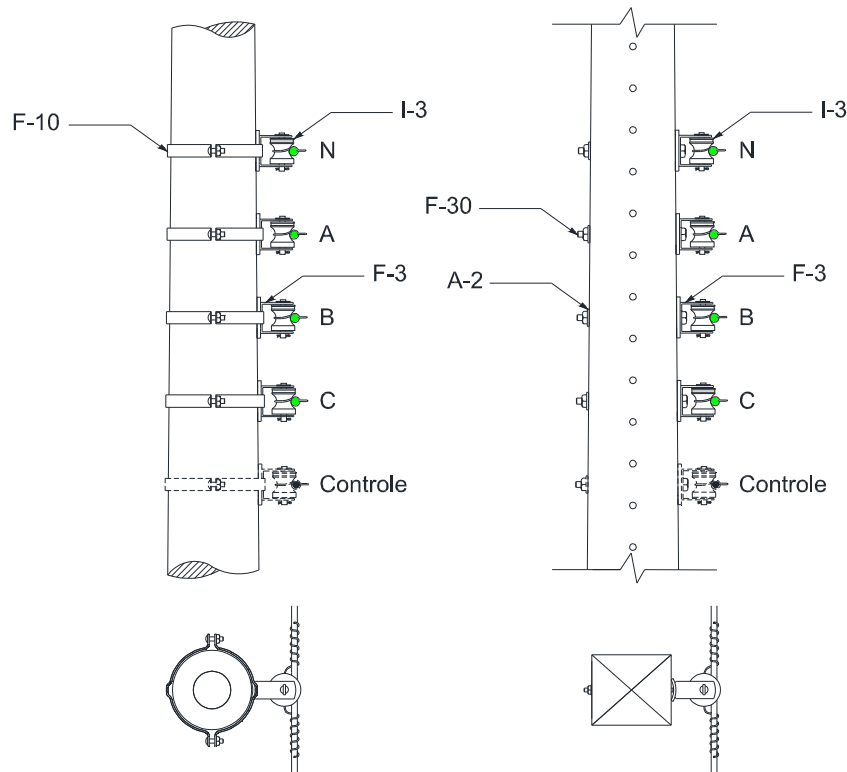 F-10
I-3
N
A
F-3
B
C
Controle
I-3
N
F-30
A
A-2
F-3
B
C
Controle